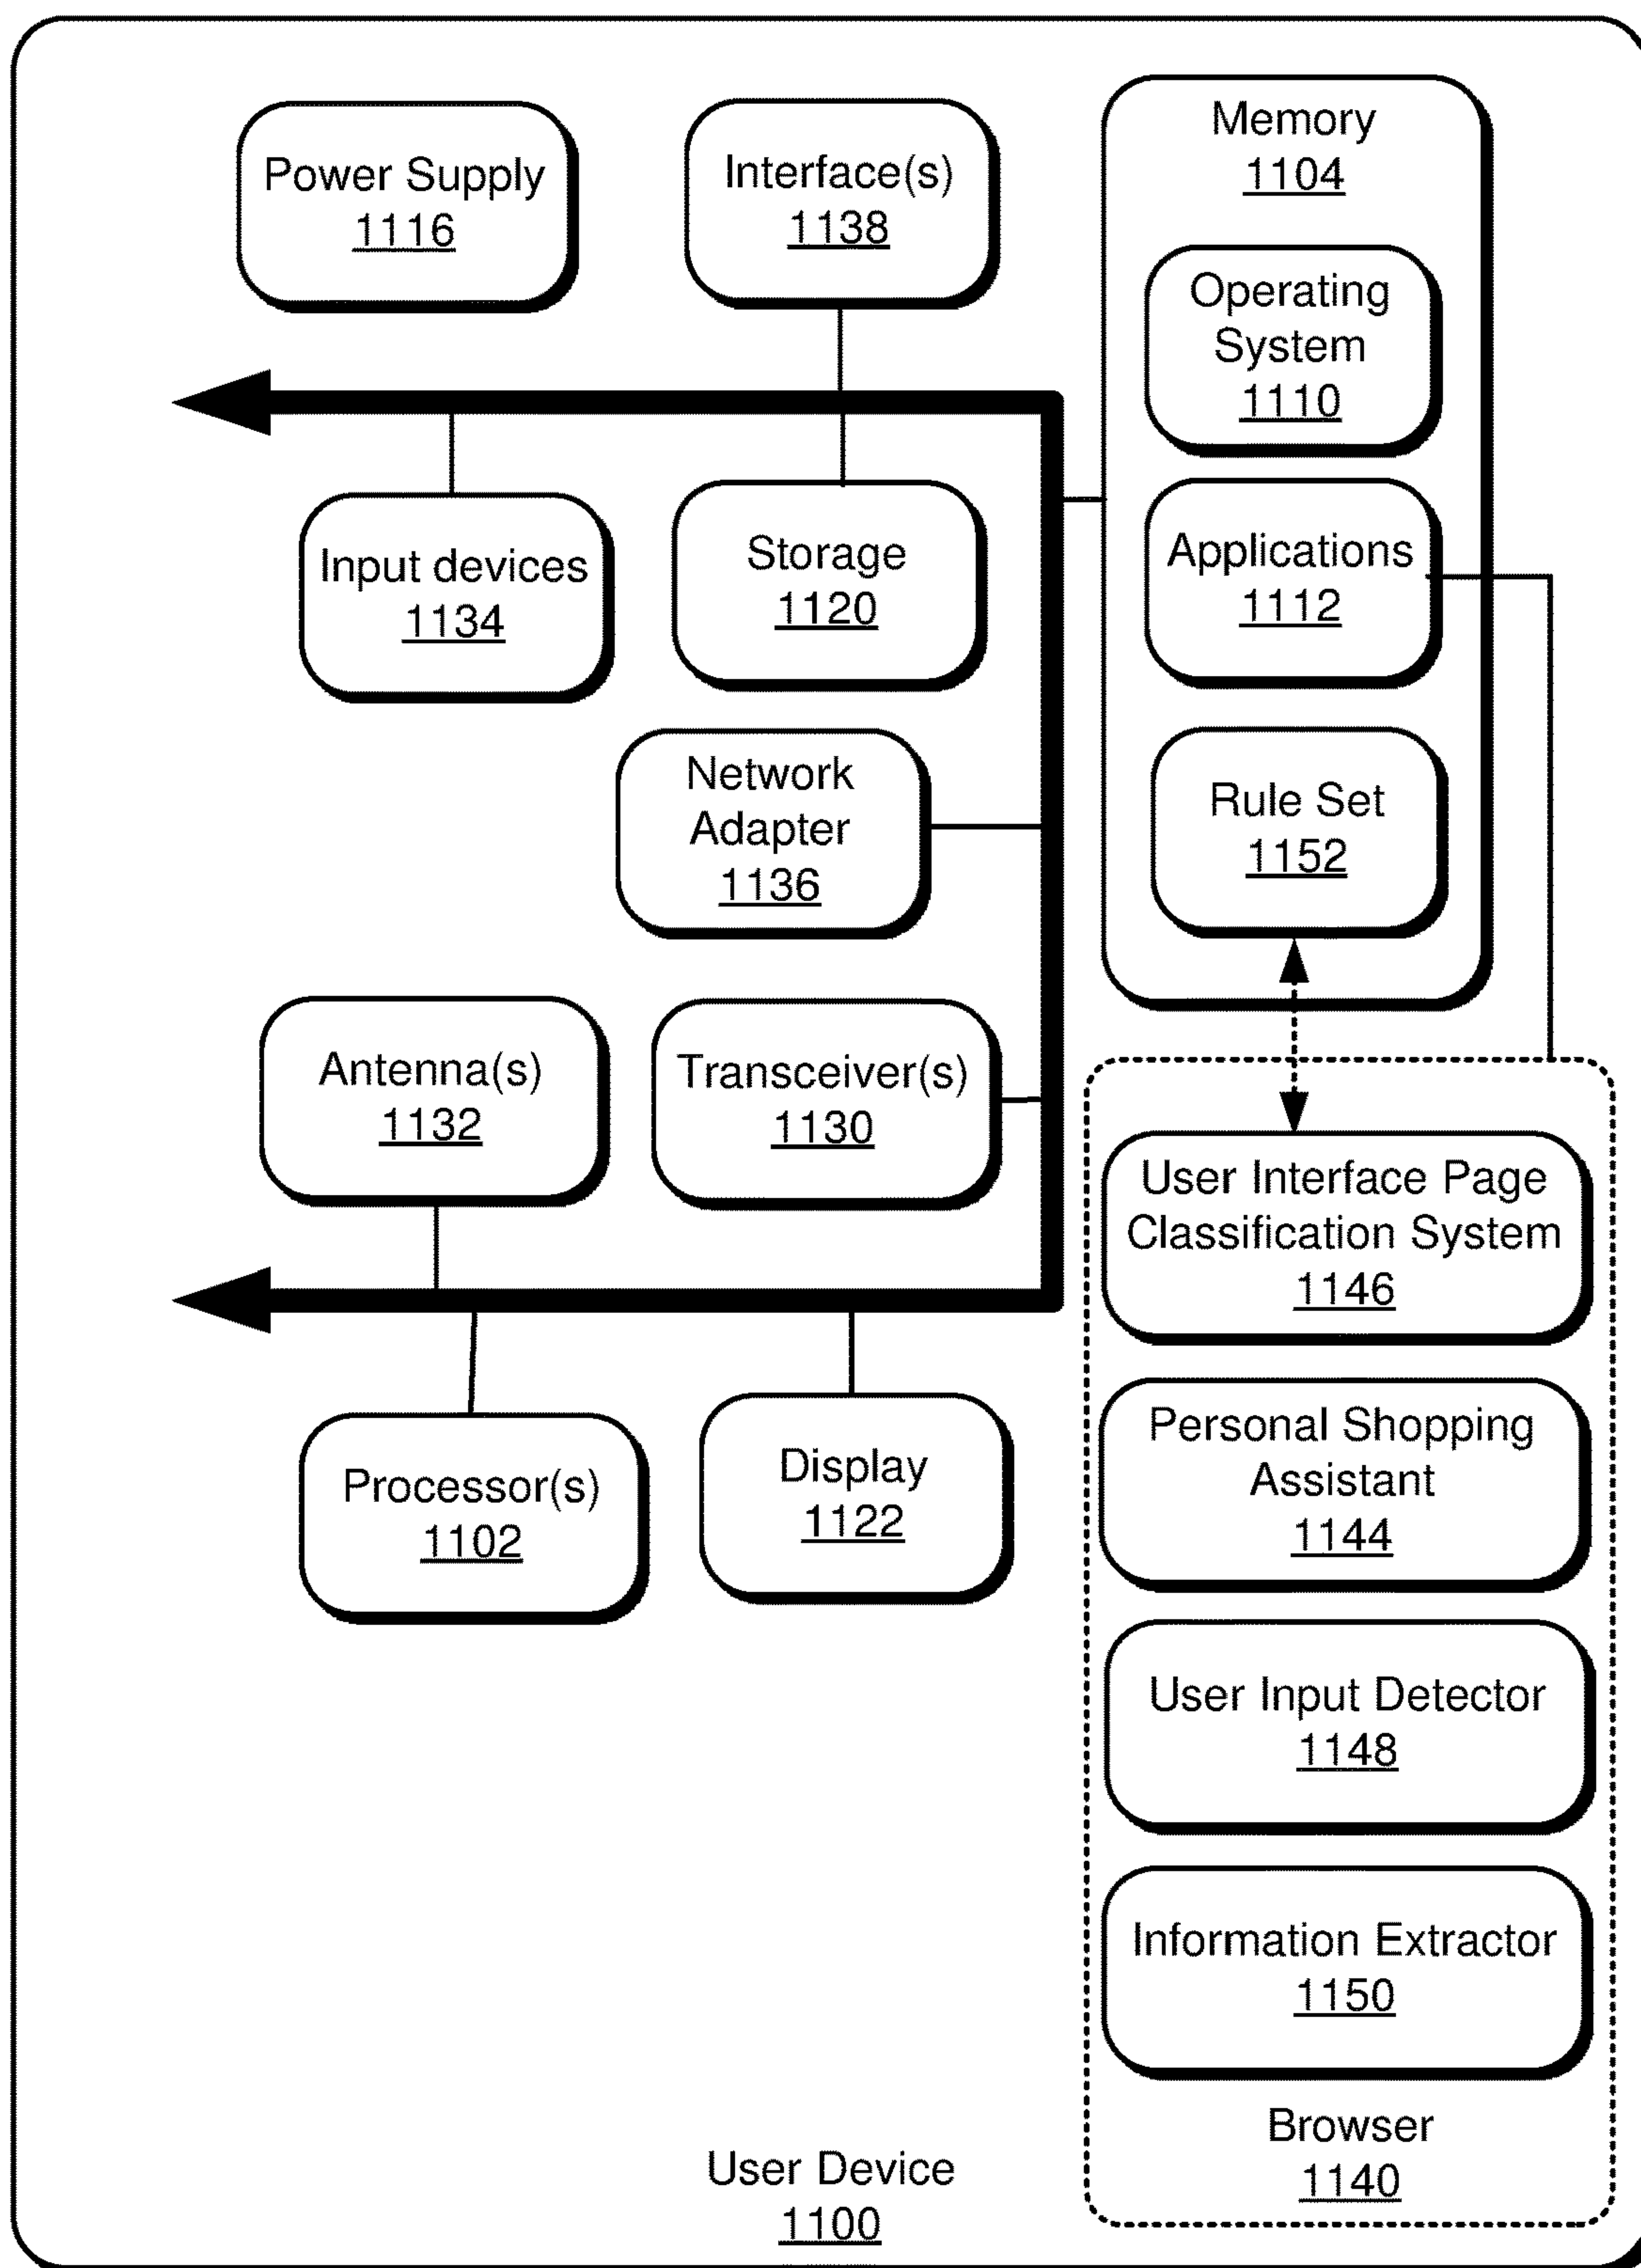 Power Supply
1116
Interface(s)
1138
Memory
1104
Operating
System
1110
Input devices
1134
Storage
1120
Applications
1112
Network
Adapter
1136
Rule Set
1152
Antenna(s)
1132
Transceiver(s)
1130
User Interface Page
Classification System
1146
Processor(s)
1102
Display
1122
Personal Shopping
Assistant
1144
User Input Detector
1148
Information Extractor
1150
Browser
1140
User Device
1100